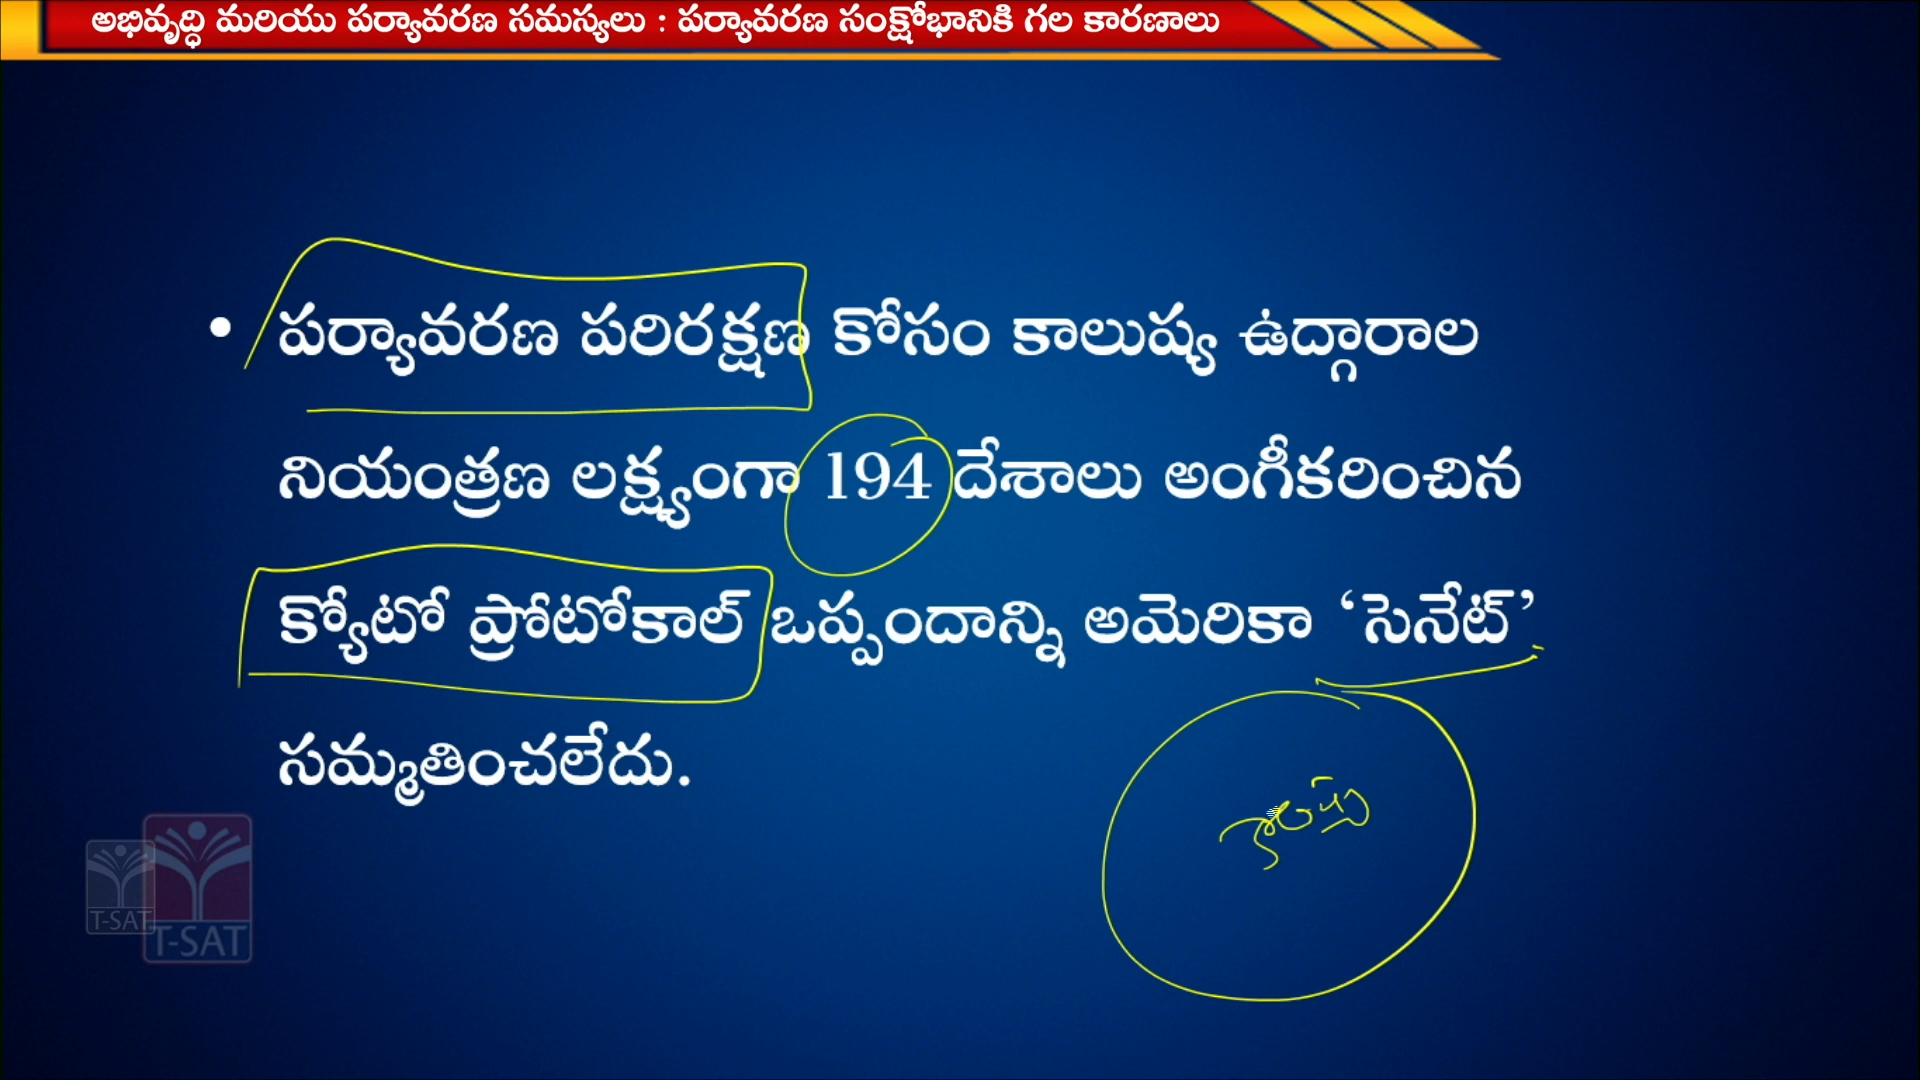 అభివృద్ధి మరియు పర్యావరణ సమస్యలు : పర్యావరణ సంక్షోభానికి గల కారణాలు
• పర్యావరణ పరిరక్షణ కోసం కాలుష్య ఉద్గారాల
నియంత్రణ లక్ష్యంగా 194 దేశాలు అంగీకరించిన
క్యోటో ప్రోటోకాల్ ఒప్పందాన్ని అమెరికా ‘సెనేట్’
సమ్మతించలేదు.
T-SAT
T-SAT